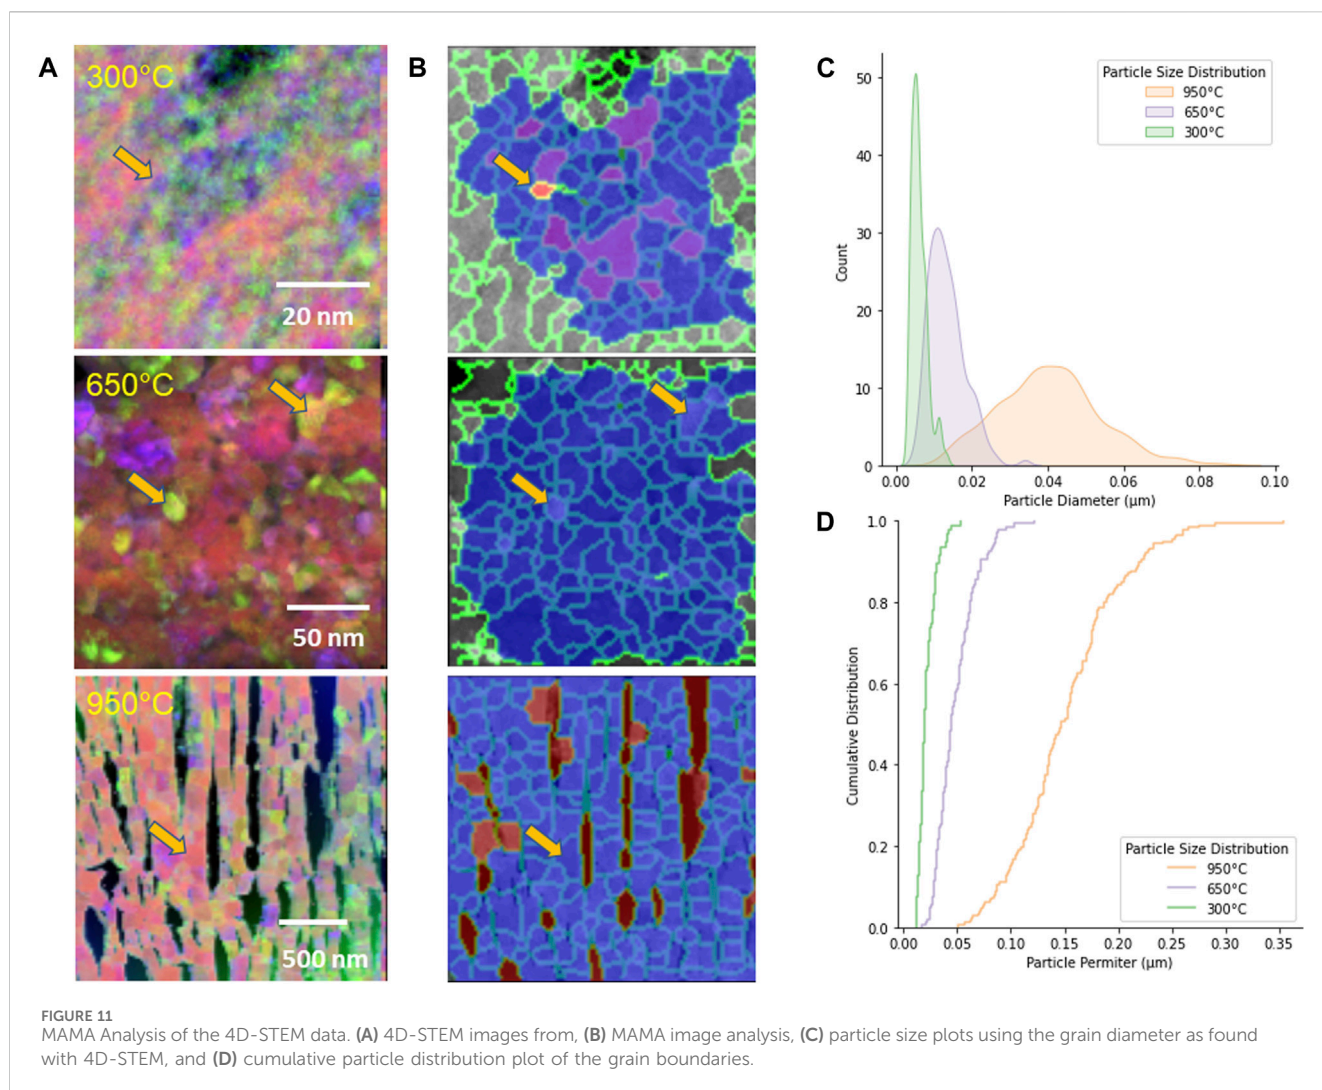 A
300°C
20 nm
650°C
50 nm
950°C
500 nm
B
C
Particle Size Distribution
950°C
650°C
300°C
Count
50
40
30
20
10
0
0.00 0.02 0.04 0.06 0.08 0.10
Particle Diameter (µm)
D
Cumulative Distribution
1.0
0.8
0.6
0.4
0.2
0.0
Particle Size Distribution
950°C
650°C
300°C
0.00 0.05 0.10 0.15 0.20 0.25 0.30 0.35
Particle Permiter (µm)
FIGURE 11
MAMA Analysis of the 4D-STEM data. (A) 4D-STEM images from, (B) MAMA image analysis, (C) particle size plots using the grain diameter as found
with 4D-STEM, and (D) cumulative particle distribution plot of the grain boundaries.